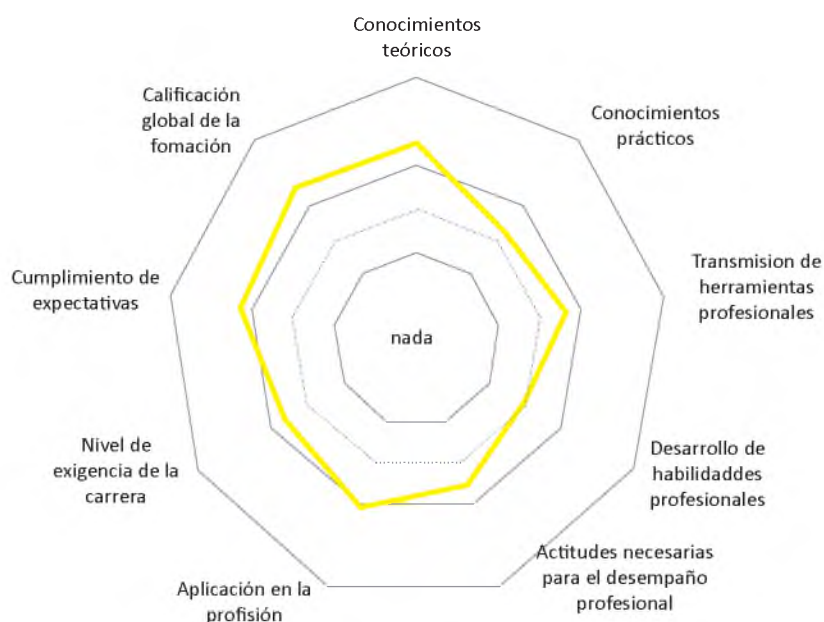 Conocimientos
teóricos
Conocimientos
prácticos
Transmision de
herramientas
profesionales
Desarrollo de
habilidaddes
profesionales
Actitudes necesarias
para el desempaño
profesional
Aplicación en la
profisión
Nivel de
exigencia de la
carrera
Cumplimiento de
expectativas
Calificación
global de la
fomación
nada